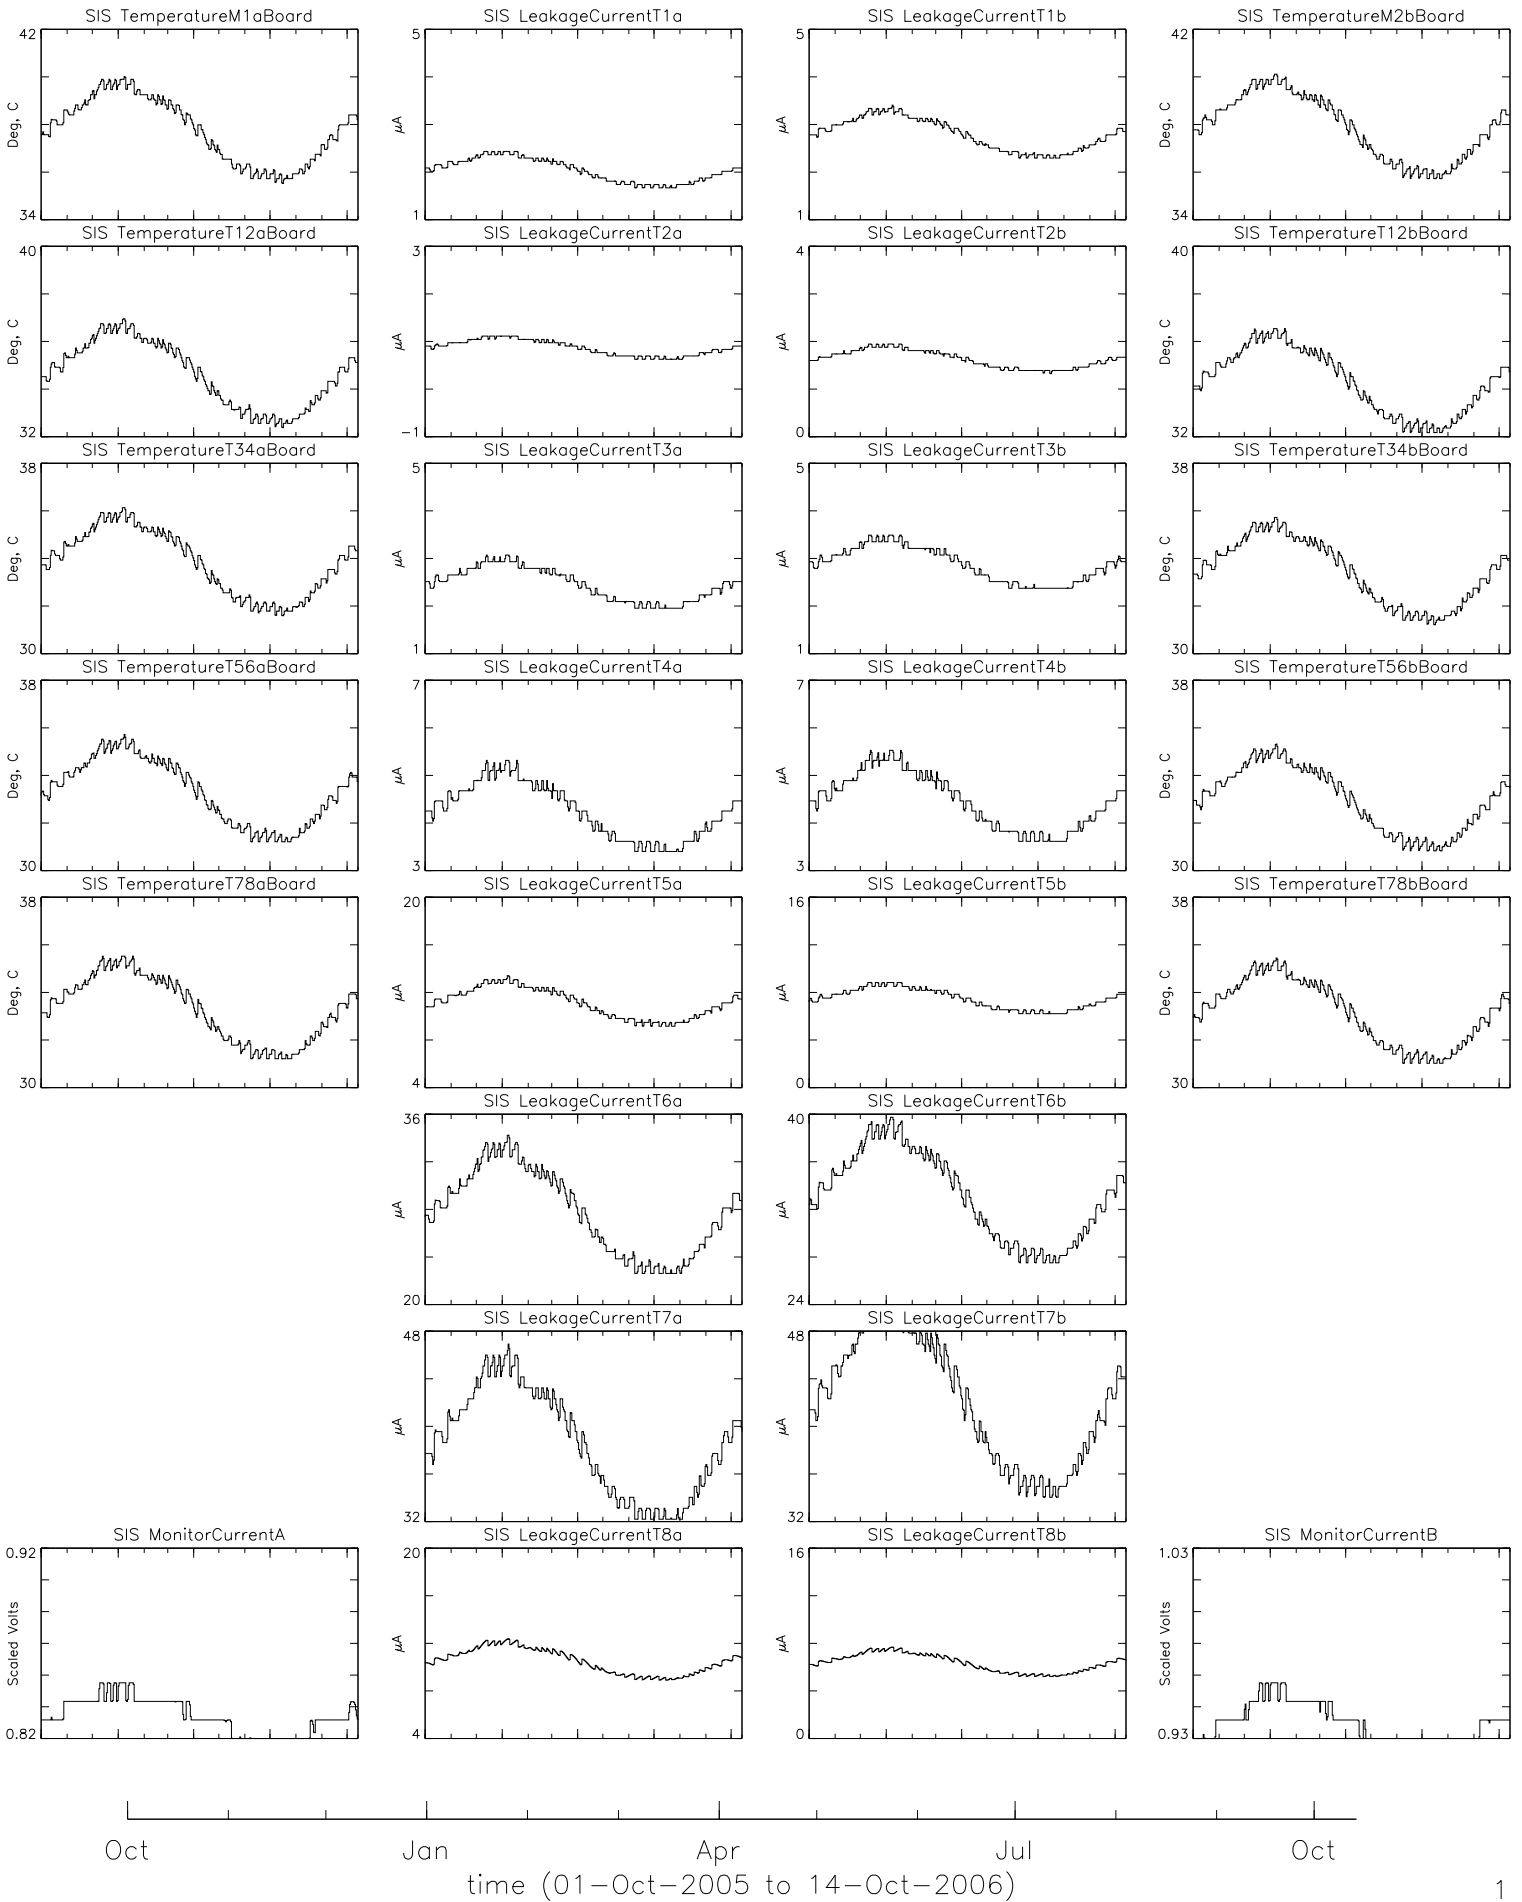 SIS TemperatureM1aBoard
SIS LeakageCurrentT1a
SIS LeakageCurrentT1b
SIS TemperatureM2bBoard
42
Deg, C
34
5
µA
1
5
µA
1
42
Deg, C
34
SIS TemperatureT12aBoard
SIS LeakageCurrentT2a
SIS LeakageCurrentT2b
SIS TemperatureT12bBoard
40
Deg, C
32
3
µA
−1
4
µA
0
40
Deg, C
32
SIS TemperatureT34aBoard
SIS LeakageCurrentT3a
SIS LeakageCurrentT3b
SIS TemperatureT34bBoard
38
Deg, C
30
5
µA
1
5
µA
1
38
Deg, C
30
SIS TemperatureT56aBoard
SIS LeakageCurrentT4a
SIS LeakageCurrentT4b
SIS TemperatureT56bBoard
38
Deg, C
30
7
µA
3
7
µA
3
38
Deg, C
30
SIS TemperatureT78aBoard
SIS LeakageCurrentT5a
SIS LeakageCurrentT5b
SIS TemperatureT78bBoard
38
Deg, C
30
20
µA
4
16
µA
0
38
Deg, C
30
SIS LeakageCurrentT6a
SIS LeakageCurrentT6b
36
µA
20
40
µA
24
SIS LeakageCurrentT7a
SIS LeakageCurrentT7b
48
µA
32
48
µA
32
SIS MonitorCurrentA
SIS LeakageCurrentT8a
SIS LeakageCurrentT8b
SIS MonitorCurrentB
0.92
Scaled Volts
0.82
20
µA
4
16
µA
0
1.03
Scaled Volts
0.93
Oct Jan Apr Jul Oct
time (01−Oct−2005 to 14−Oct−2006)
1